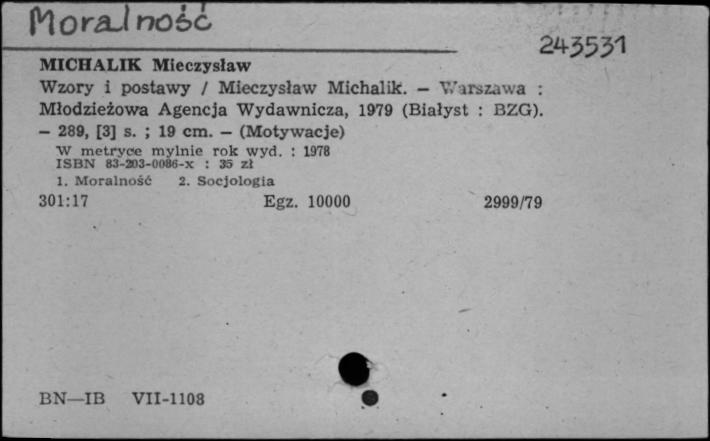 Moralność
243531
MICHALIK Mieczysław
Wzory i postawy / Mieczysław Michalik. — Warszawa :
Młodzieżowa Agencja Wydawnicza, 1979 (Białyst : BZG).
— 289, [3] s. ; 19 cm. — (Motywacje)
W metryce mylnie rok wyd. : 1978
ISBN 83-203-0086-x : 35 zł
1. Moralność 2. Socjologia
301:17 Egz. 10000 2999/79
BN—IB VII-1108